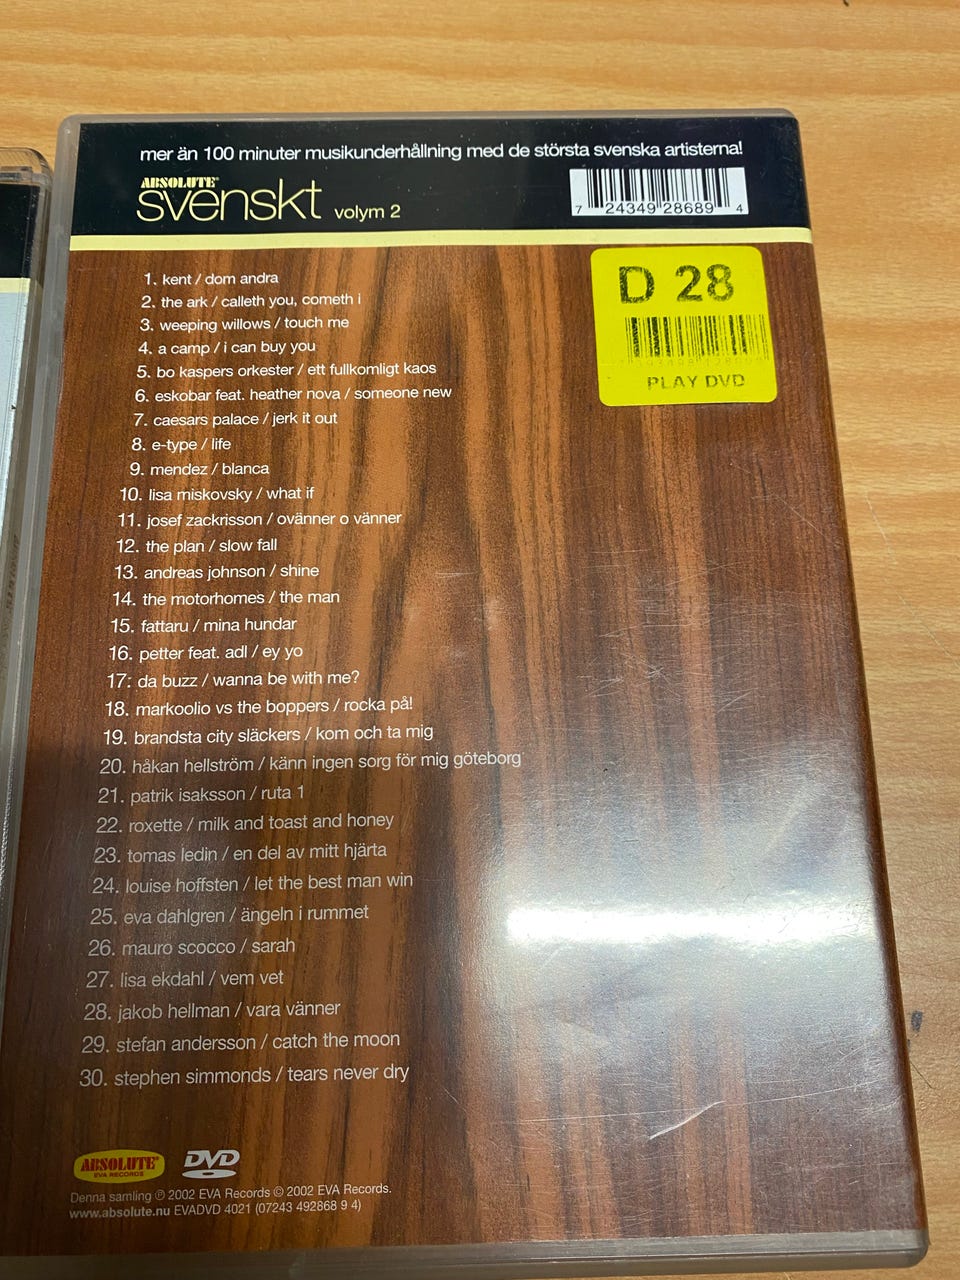 mer än 100 minuter musikunderhållning med de största svenska artisterna!
ABSOLUTE®
svenskt volym 2
7 24349 28689 4
D 28
PLAY DVD
1. kent / dom andra
2. the ark / calleth you, cometh i
3. weeping willows / touch me
4. a camp / i can buy you
5. bo kaspers orkester / ett fullkomligt kaos
6. eskobar feat. heather nova / someone new
7. caesars palace / jerk it out
8. e-type / life
9. mendez / blanca
10. lisa miskovsky / what if
11. josef zackrisson / ovänner o vänner
12. the plan / slow fall
13. andreas johnson / shine
14. the motorhomes / the man
15. fattaru / mina hundar
16. petter feat. adl / ey yo
17: da buzz / wanna be with me?
18. markoolio vs the boppers / rocka på!
19. brandsta city släckers / kom och ta mig
20. håkan hellström / känn ingen sorg för mig göteborg
21. patrik isaksson / ruta 1
22. roxette / milk and toast and honey
23. tomas ledin / en del av mitt hjärta
24. louise hoffsten / let the best man win
25. eva dahlgren / ängeln i rummet
26. mauro scocco / sarah
27. lisa ekdahl / vem vet
28. jakob hellman / vara vänner
29. stefan andersson / catch the moon
30. stephen simmonds / tears never dry
ABSOLUTE®
EVA RECORDS
DVD
Denna samling ℗ 2002 EVA Records © 2002 EVA Records.
www.absolute.nu EVADVD 4021 (07243 492868 9 4)